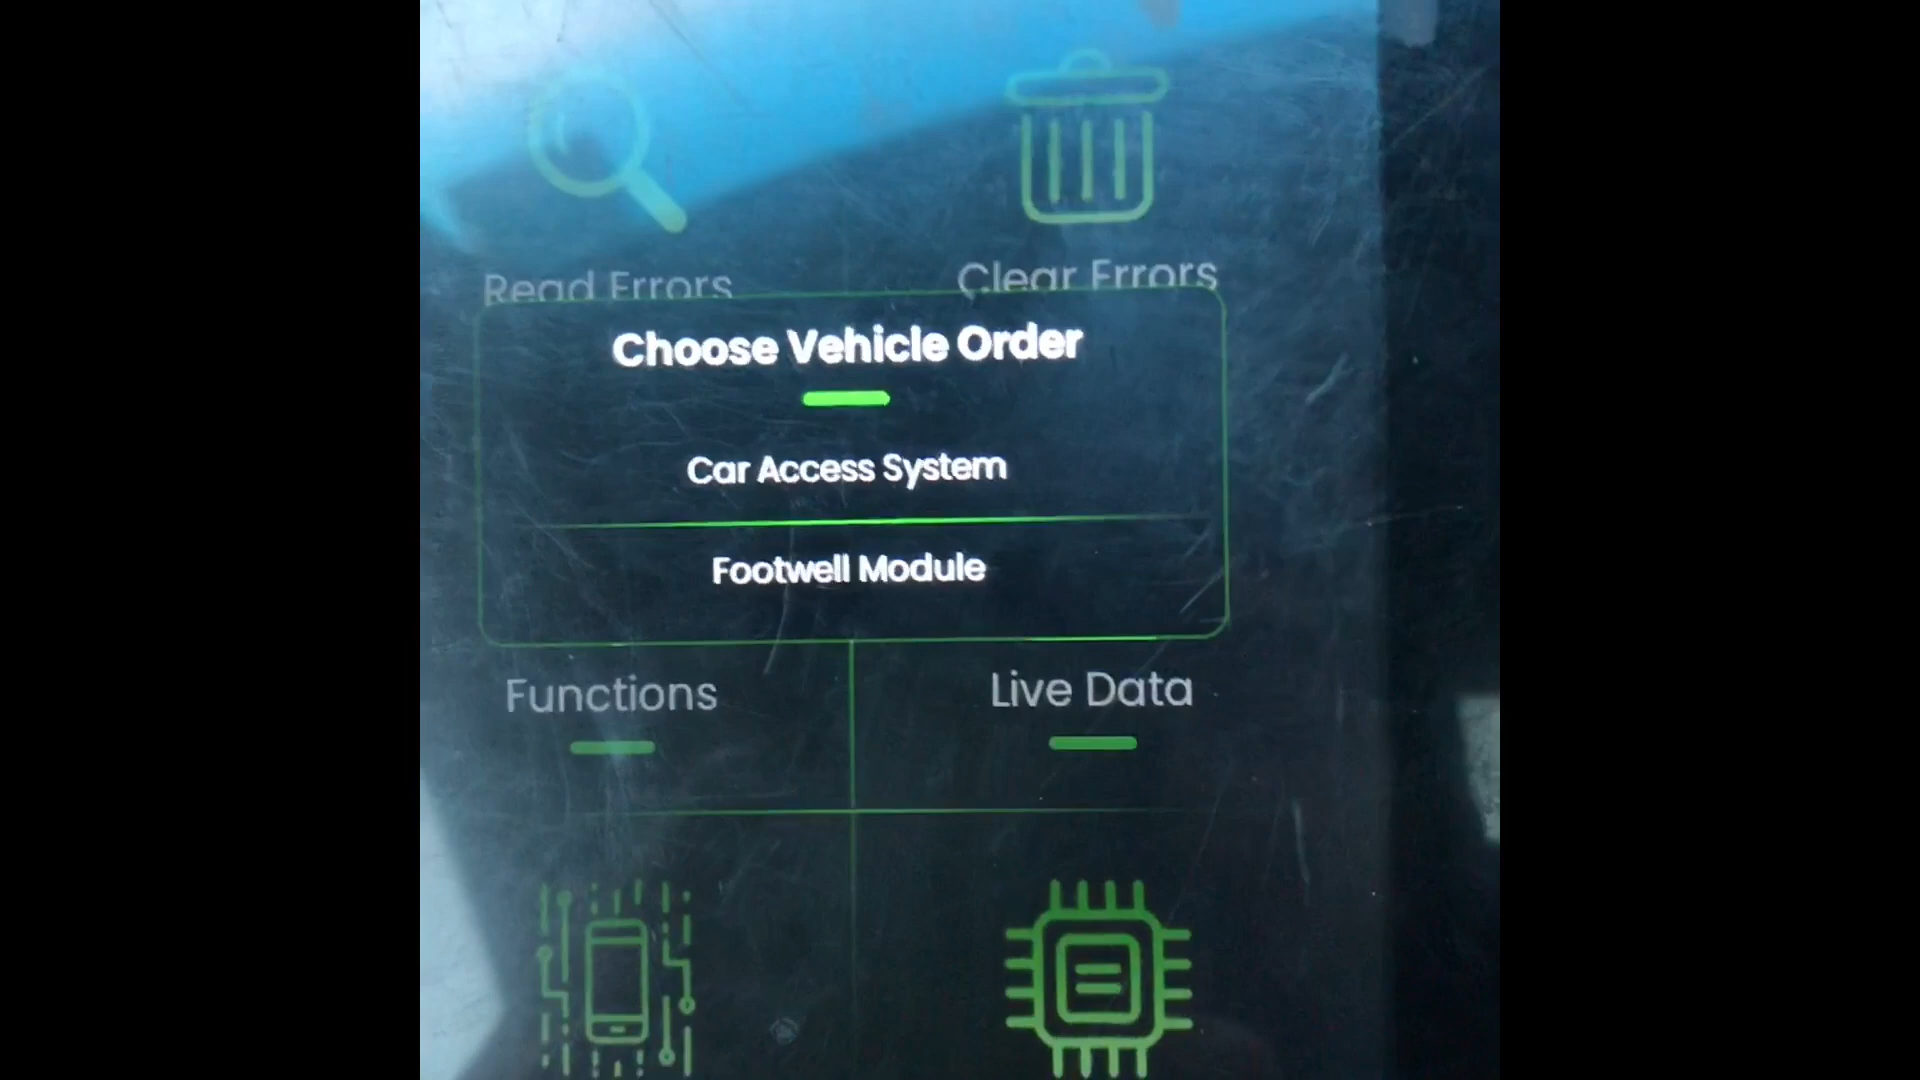 Read Errors
Clear Errors
Choose Vehicle Order
Car Access System
Footwell Module
Functions
Live Data